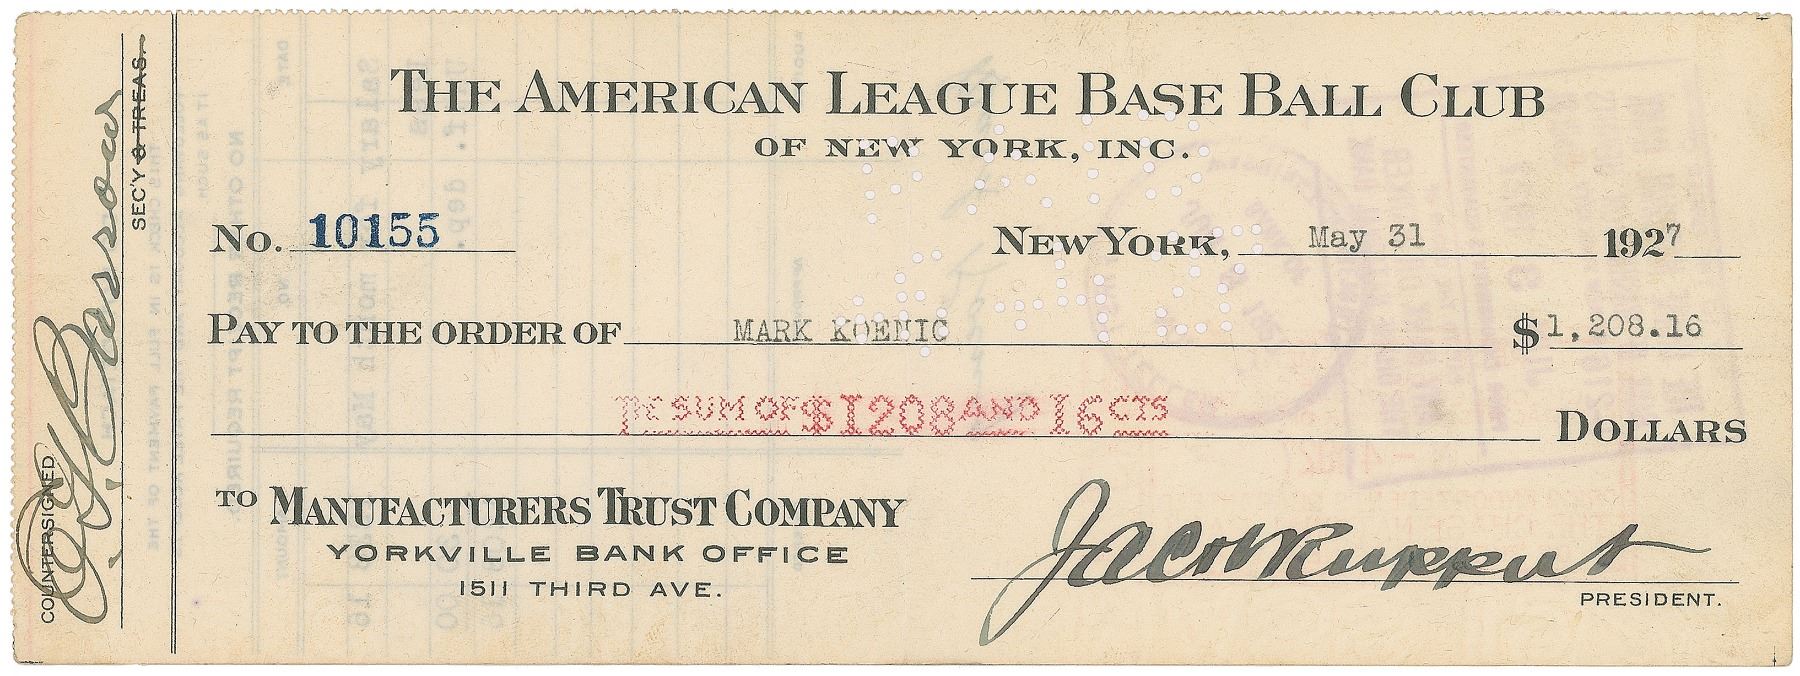 THE AMERICAN LEAGUE BASE BALL CLUB
OF NEW YORK, INC.
No. 10155
NEW YORK, May 31 1927
PAY TO THE ORDER OF MARK KOENIG $1,208.16
THE SUM OF $1208 AND 16 CTS
DOLLARS
TO MANUFACTURERS TRUST COMPANY
YORKVILLE BANK OFFICE
1511 THIRD AVE.
Jacob Ruppert
PRESIDENT.
COUNTERSIGNED
E.G. Barrow
SEC'Y & TREAS.